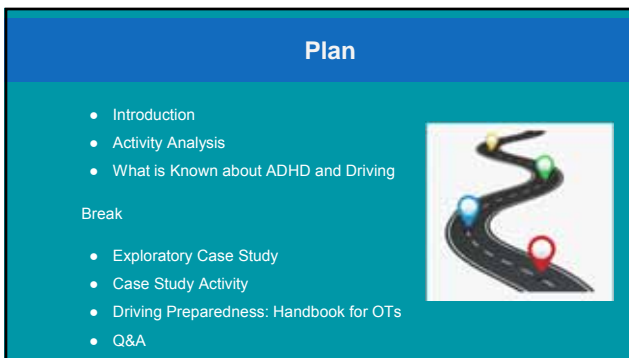 Plan
● Introduction
● Activity Analysis
● What is Known about ADHD and Driving
Break
● Exploratory Case Study
● Case Study Activity
● Driving Preparedness: Handbook for OTs
● Q&A